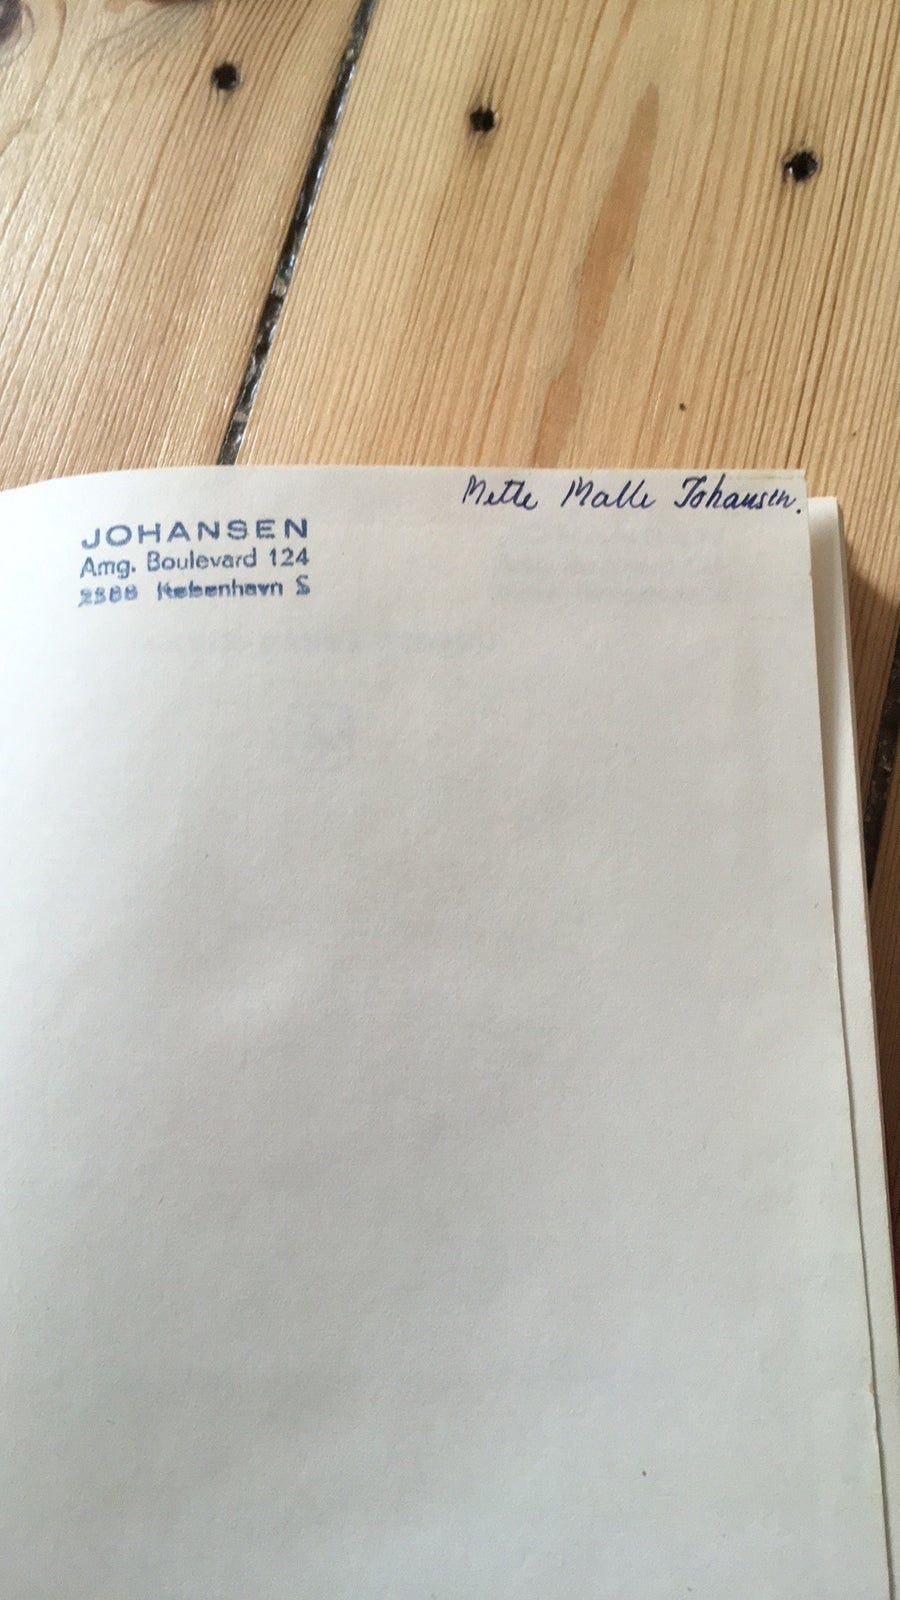 Mette Malle Johansen.
JOHANSEN
Amg. Boulevard 124
København S